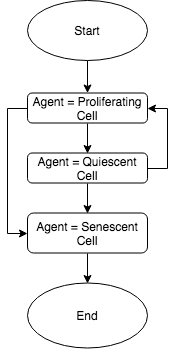 Start
Agent = Proliferating
Cell
Agent = Quiescent
Cell
Agent = Senescent
Cell
End